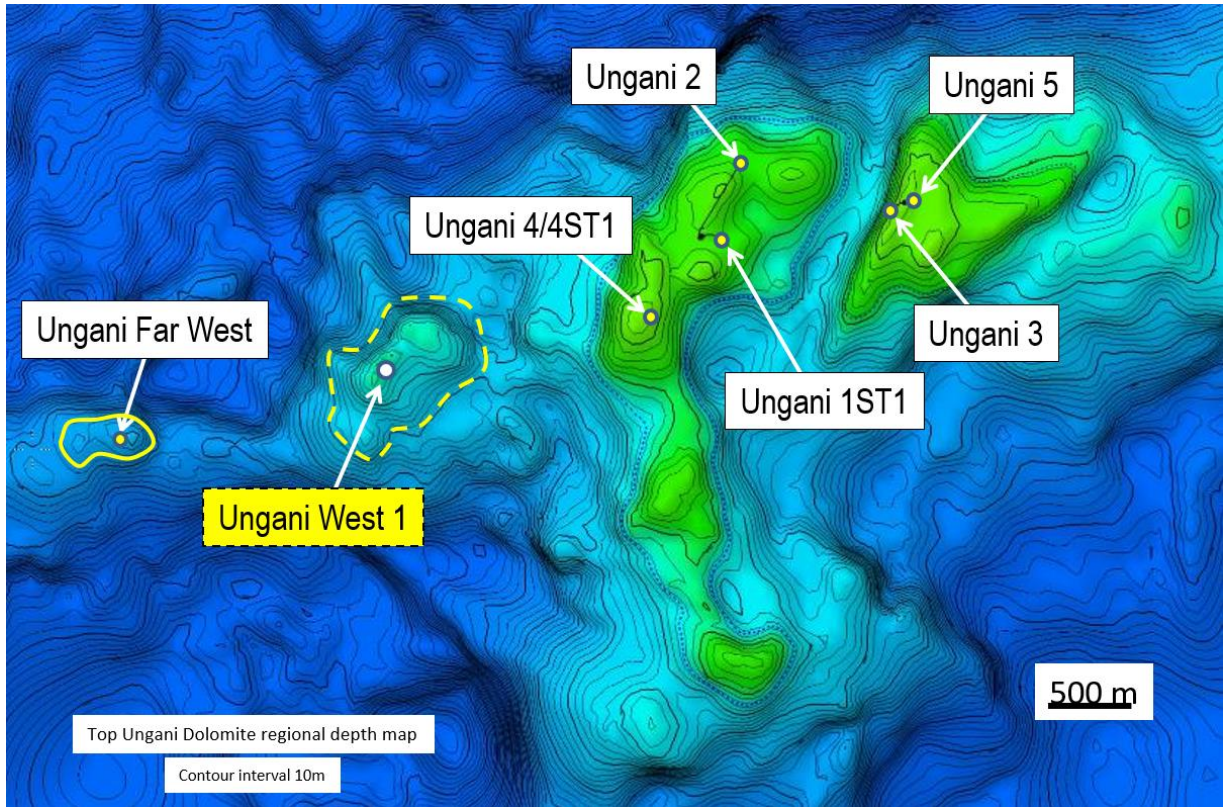 Ungani 2
Ungani 5
Ungani 4/4ST1
Ungani Far West
Ungani 3
Ungani 1ST1
Ungani West 1
500 m
Top Ungani Dolomite regional depth map
Contour interval 10m